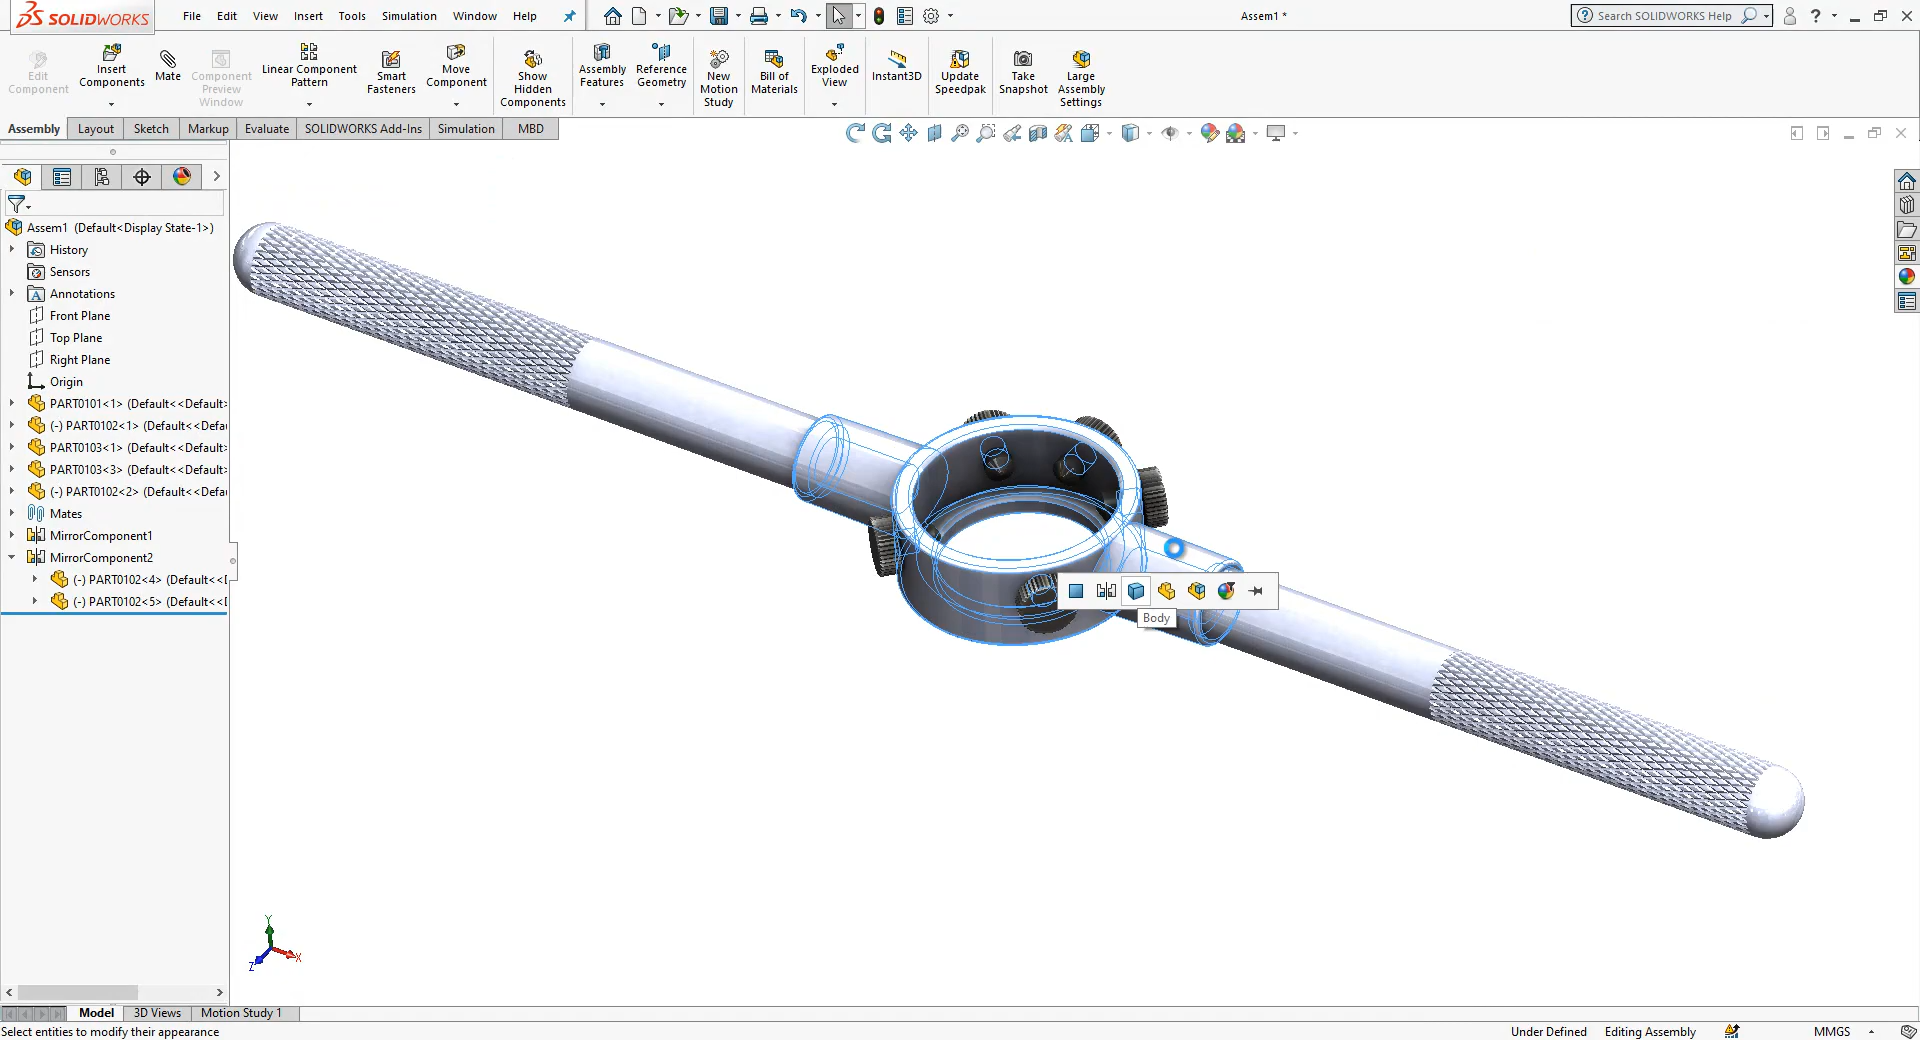 SOLIDWORKS File Edit View Insert Tools Simulation Window Help Assem1 * Search SOLIDWORKS Help ?
Edit Component
Insert Components
Mate
Component Preview Window
Linear Component Pattern
Smart Fasteners
Move Component
Show Hidden Components
Assembly Features
Reference Geometry
New Motion Study
Bill of Materials
Exploded View
Instant3D
Update Speedpak
Take Snapshot
Large Assembly Settings
Assembly Layout Sketch Markup Evaluate SOLIDWORKS Add-Ins Simulation MBD
Assem1 (Default<Display State-1>)
History
Sensors
Annotations
Front Plane
Top Plane
Right Plane
Origin
PART0101<1> (Default<<Default>
(-) PART0102<1> (Default<<Defau
PART0103<1> (Default<<Default>
PART0103<3> (Default<<Default>
(-) PART0102<2> (Default<<Defau
Mates
MirrorComponent1
MirrorComponent2
(-) PART0102<4> (Default<<
(-) PART0102<5> (Default<<
Body
Y
X
Z
Model 3D Views Motion Study 1
Select entities to modify their appearance Under Defined Editing Assembly MMGS